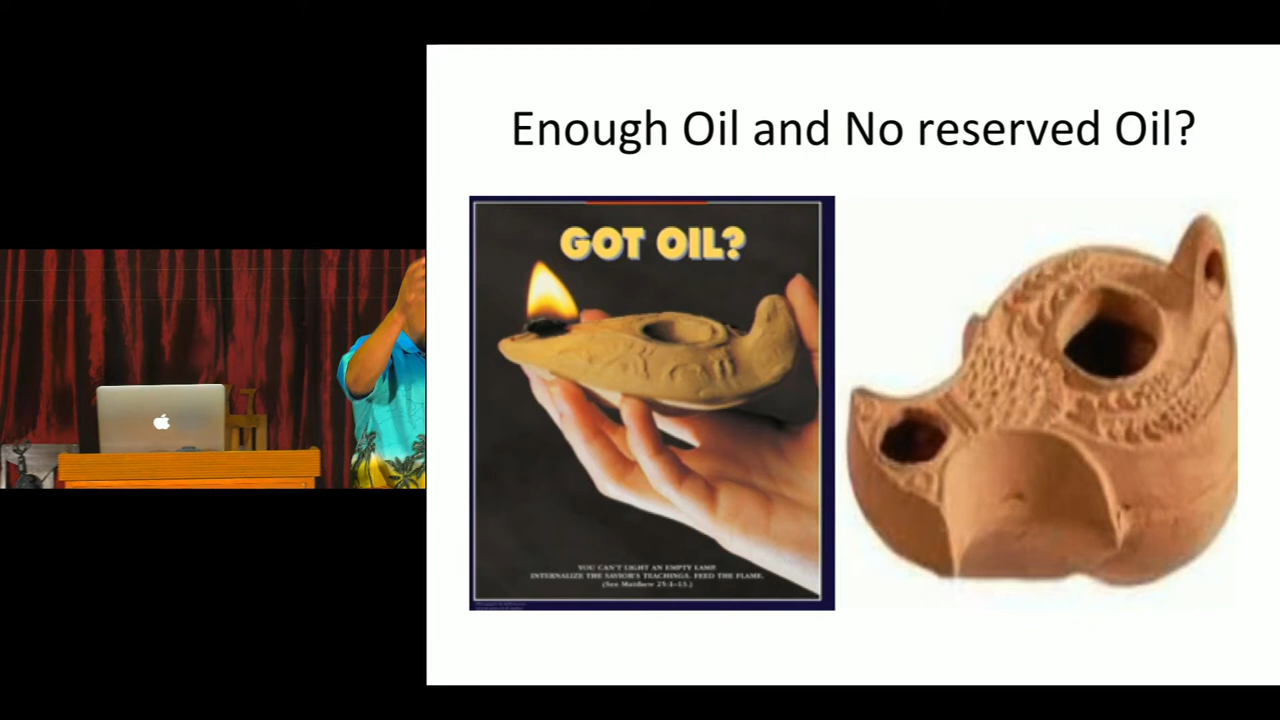 Enough Oil and No reserved Oil?
GOT OIL?
YOU CAN'T LIGHT AN EMPTY LAMP.
INTERNALIZE THE SAVIOR'S TEACHINGS. FEED THE FLAME.
(See Matthew 25:1–13.)